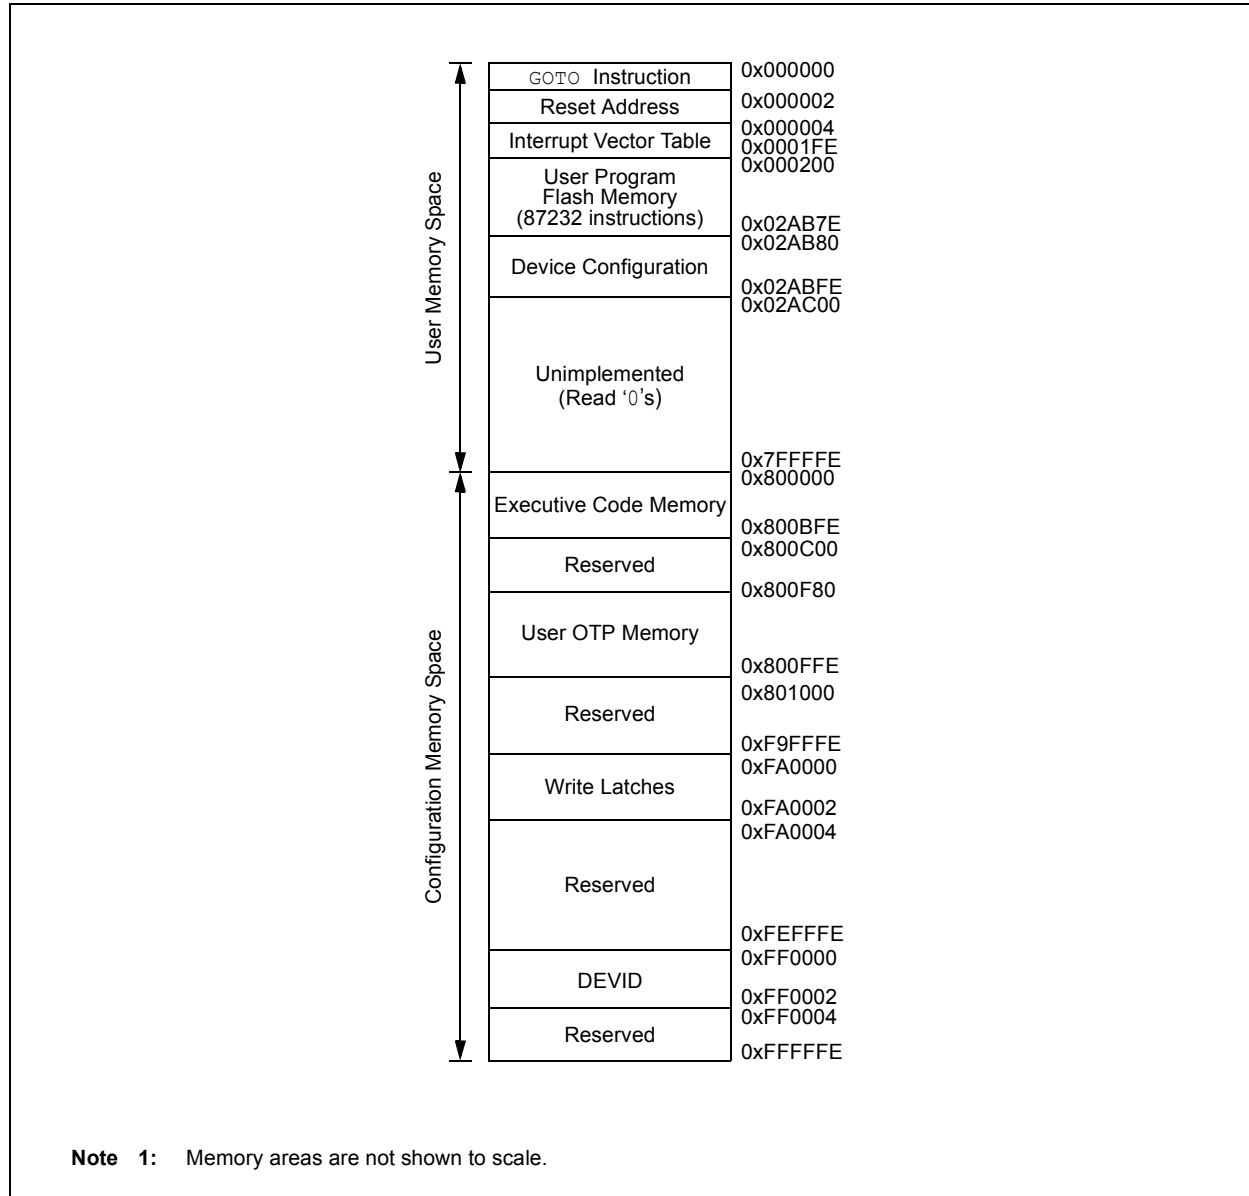 User Memory Space
GOTO Instruction
0x000000
Reset Address
0x000002
Interrupt Vector Table
0x000004
0x0001FE
User Program
Flash Memory
(87232 instructions)
0x000200
0x02AB7E
Device Configuration
0x02AB80
0x02ABFE
Unimplemented
(Read ‘0’s)
0x02AC00
0x7FFFFE
Configuration Memory Space
Executive Code Memory
0x800000
0x800BFE
Reserved
0x800C00
User OTP Memory
0x800F80
0x800FFE
Reserved
0x801000
0xF9FFFE
Write Latches
0xFA0000
0xFA0002
Reserved
0xFA0004
0xFEFFFE
DEVID
0xFF0000
0xFF0002
Reserved
0xFF0004
0xFFFFFE
Note 1: Memory areas are not shown to scale.